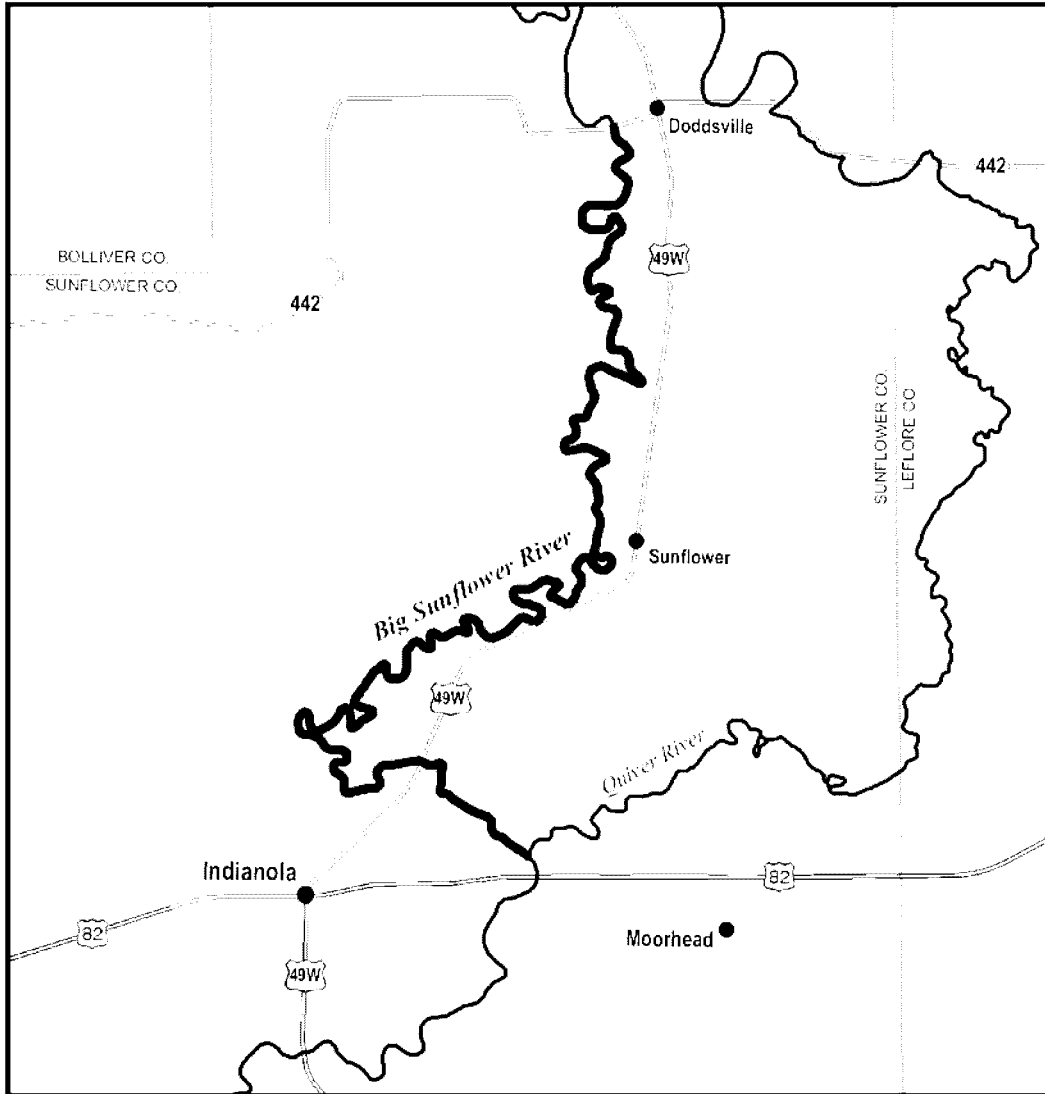 Doddsville
442
49W
BOLLIVER CO.
SUNFLOWER CO.
442
SUNFLOWER CO.
LEFLORE CO
Sunflower
Big Sunflower River
49W
Quiver River
Indianola
82
82
Moorhead
49W